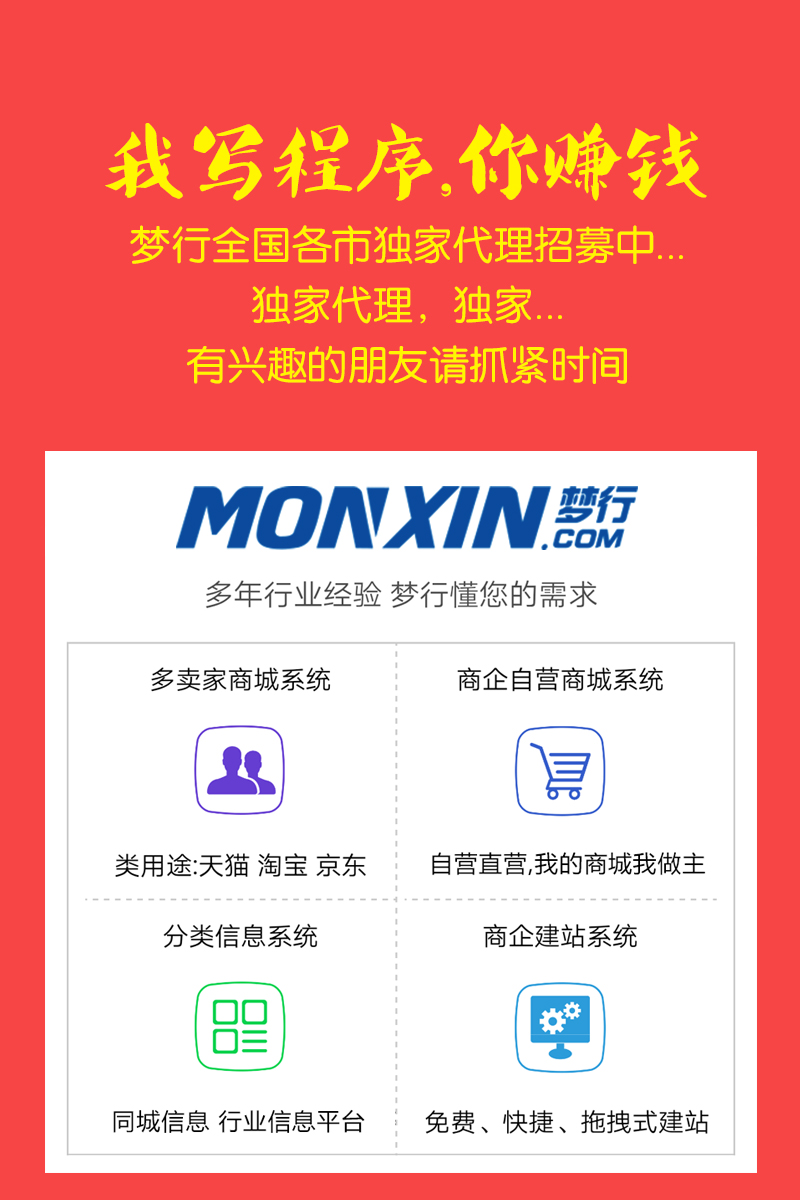 我写程序,你赚钱
梦行全国各市独家代理招募中...
独家代理，独家...
有兴趣的朋友请抓紧时间
MONXIN.COM 梦行
多年行业经验 梦行懂您的需求
多卖家商城系统
商企自营商城系统
类用途:天猫 淘宝 京东
自营直营,我的商城我做主
分类信息系统
商企建站系统
同城信息 行业信息平台
免费、快捷、拖拽式建站